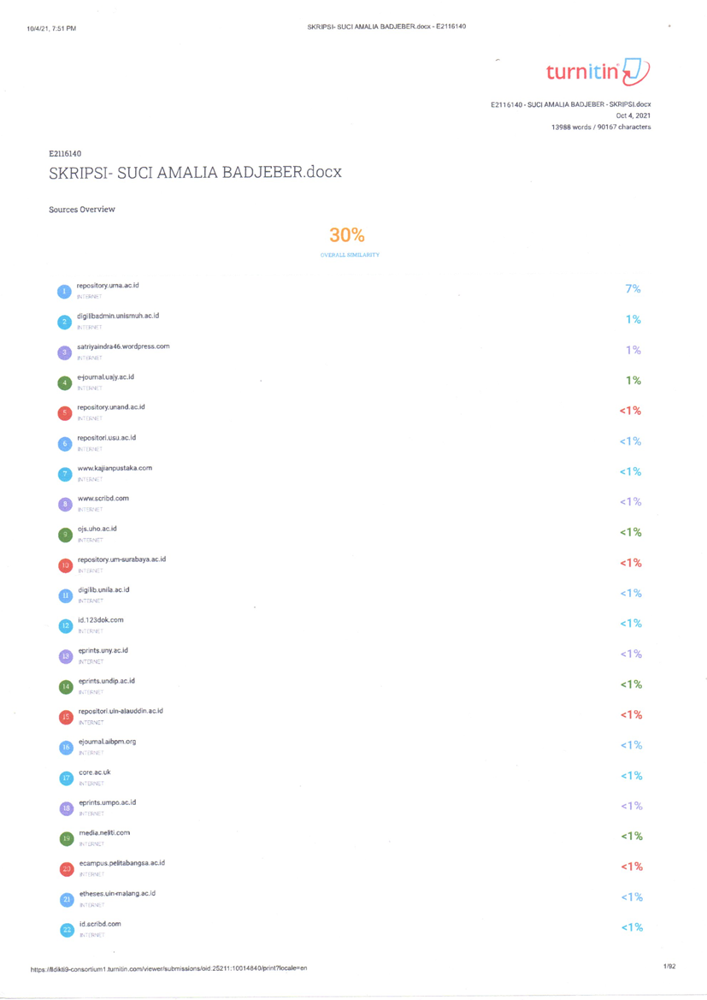 10/4/21, 7:51 PM
SKRIPSI- SUCI AMALIA BADJEBER.docx - E2116140
turnitin
E2116140 - SUCI AMALIA BADJEBER - SKRIPSI.docx
Oct 4, 2021
13988 words / 90167 characters
E2116140
SKRIPSI- SUCI AMALIA BADJEBER.docx
Sources Overview
30%
OVERALL SIMILARITY
1 repository.uma.ac.id 7%
INTERNET
2 digilibadmin.unismuh.ac.id 1%
INTERNET
3 satriyaindra46.wordpress.com 1%
INTERNET
4 e-journal.uajy.ac.id 1%
INTERNET
5 repository.unand.ac.id <1%
INTERNET
6 repositori.usu.ac.id <1%
INTERNET
7 www.kajianpustaka.com <1%
INTERNET
8 www.scribd.com <1%
INTERNET
9 ojs.uho.ac.id <1%
INTERNET
10 repository.um-surabaya.ac.id <1%
INTERNET
11 digilib.unila.ac.id <1%
INTERNET
12 id.123dok.com <1%
INTERNET
13 eprints.uny.ac.id <1%
INTERNET
14 eprints.undip.ac.id <1%
INTERNET
15 repositori.uin-alauddin.ac.id <1%
INTERNET
16 ejournal.aibpm.org <1%
INTERNET
17 core.ac.uk <1%
INTERNET
18 eprints.umpo.ac.id <1%
INTERNET
19 media.neliti.com <1%
INTERNET
20 ecampus.pelitabangsa.ac.id <1%
INTERNET
21 etheses.uin-malang.ac.id <1%
INTERNET
22 id.scribd.com <1%
INTERNET
https://lldikti9-consortium1.turnitin.com/viewer/submissions/oid:25211:10014840/print?locale=en
1/92